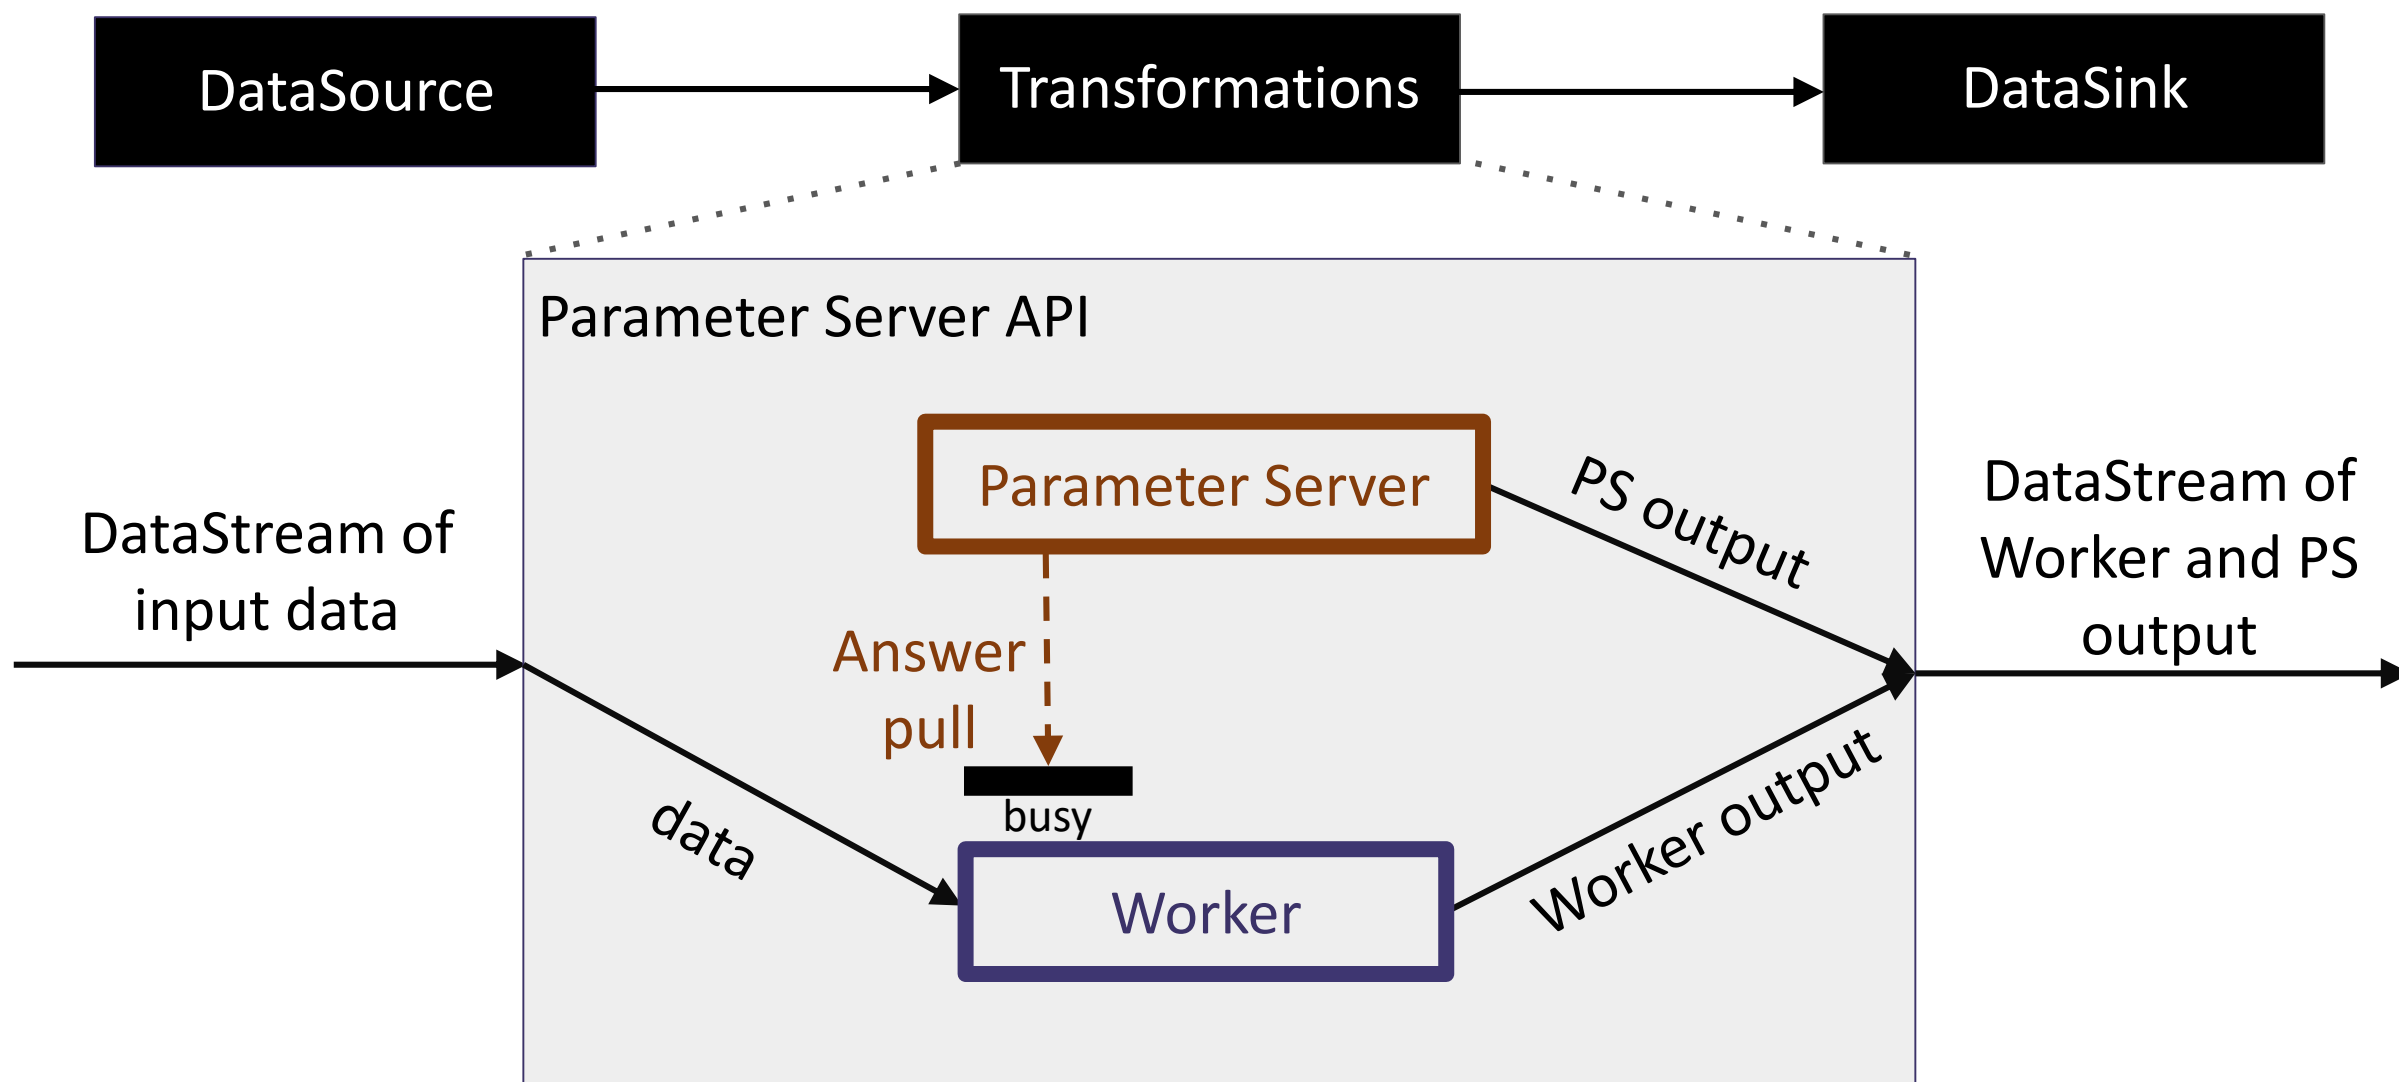 DataSource
Transformations
DataSink
Parameter Server API
Parameter Server
PS output
DataStream of
input data
DataStream of
Worker and PS
output
Answer
pull
busy
data
Worker
Worker output